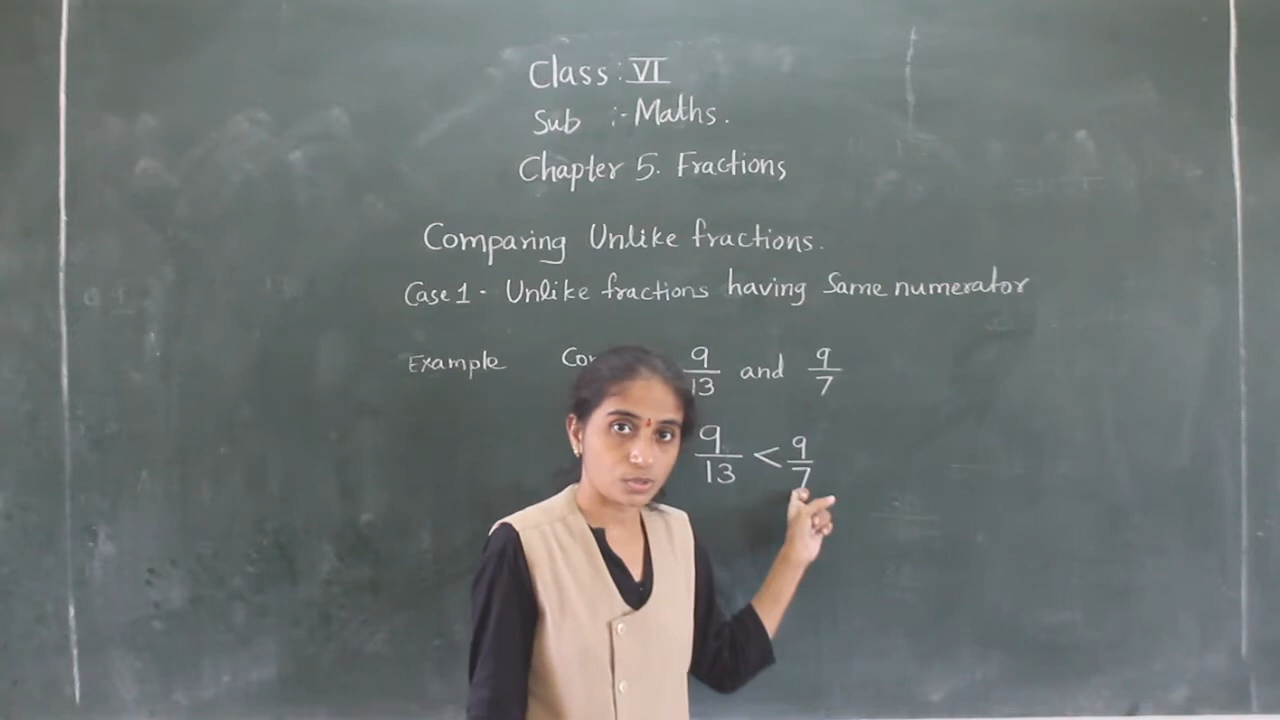 Class : VI
Sub :- Maths.
Chapter 5. Fractions
Comparing Unlike fractions.
Case 1 - Unlike fractions having Same numerator
Example 9/13 and 9/7
9/13 < 9/7